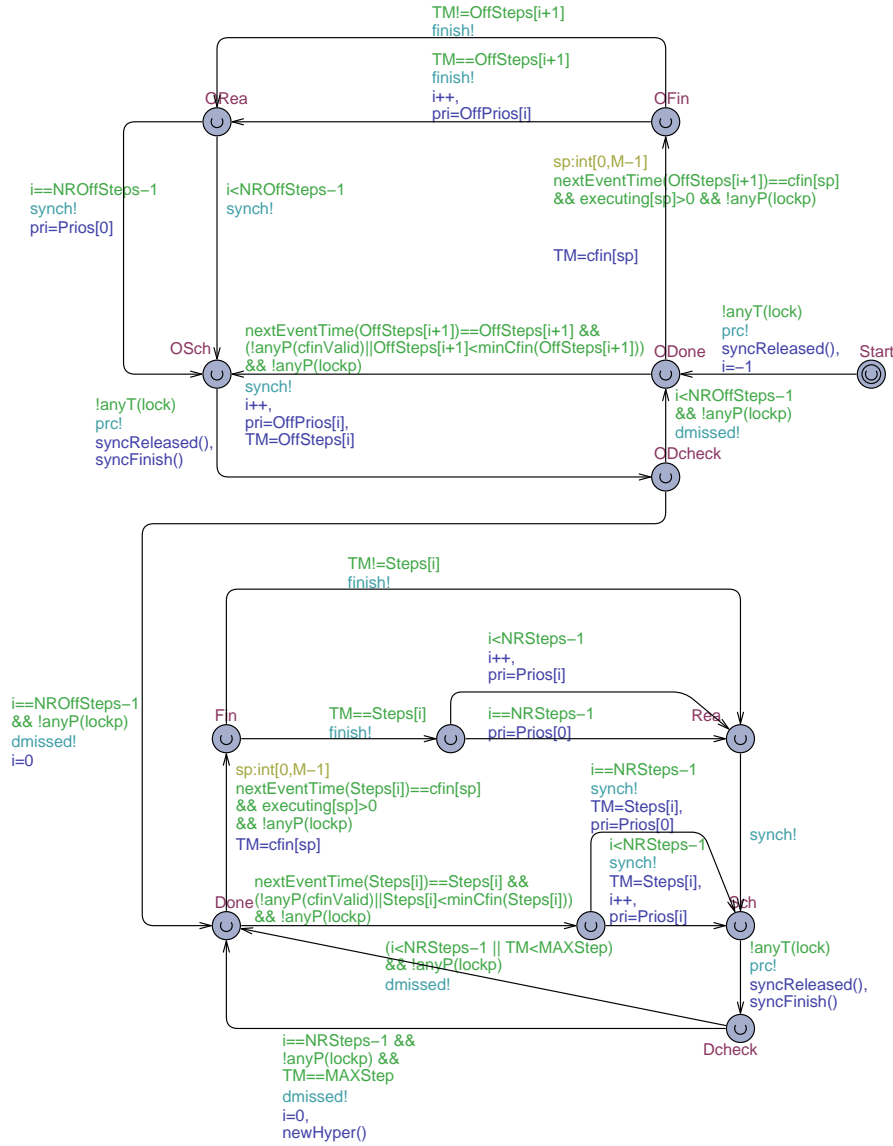 TM!=OffSteps[i+1]
finish!
TM==OffSteps[i+1]
finish!
i++,
pri=OffPrios[i]
ORea
OFin
i==NROffSteps-1
synch!
pri=Prios[0]
i<NROffSteps-1
synch!
sp:int[0,M-1]
nextEventTime(OffSteps[i+1])==cfin[sp]
&& executing[sp]>0 && !anyP(lockp)
TM=cfin[sp]
nextEventTime(OffSteps[i+1])==OffSteps[i+1] &&
(!anyP(cfinValid)||OffSteps[i+1]<minCfin(OffSteps[i+1]))
&& !anyP(lockp)
synch!
i++,
pri=OffPrios[i],
TM=OffSteps[i]
OSch
ODone
!anyT(lock)
prc!
syncReleased(),
i=-1
Start
!anyT(lock)
prc!
syncReleased(),
syncFinish()
i<NROffSteps-1
&& !anyP(lockp)
dmissed!
ODcheck
TM!=Steps[i]
finish!
i<NRSteps-1
i++,
pri=Prios[i]
i==NROffSteps-1
&& !anyP(lockp)
dmissed!
i=0
Fin
TM==Steps[i]
finish!
i==NRSteps-1
pri=Prios[0]
Rea
sp:int[0,M-1]
nextEventTime(Steps[i])==cfin[sp]
&& executing[sp]>0
&& !anyP(lockp)
TM=cfin[sp]
i==NRSteps-1
synch!
TM=Steps[i],
pri=Prios[0]
i<NRSteps-1
synch!
TM=Steps[i],
i++,
pri=Prios[i]
synch!
Done
nextEventTime(Steps[i])==Steps[i] &&
(!anyP(cfinValid)||Steps[i]<minCfin(Steps[i]))
&& !anyP(lockp)
Sch
(i<NRSteps-1 || TM<MAXStep)
&& !anyP(lockp)
dmissed!
!anyT(lock)
prc!
syncReleased(),
syncFinish()
Dcheck
i==NRSteps-1 &&
!anyP(lockp) &&
TM==MAXStep
dmissed!
i=0,
newHyper()